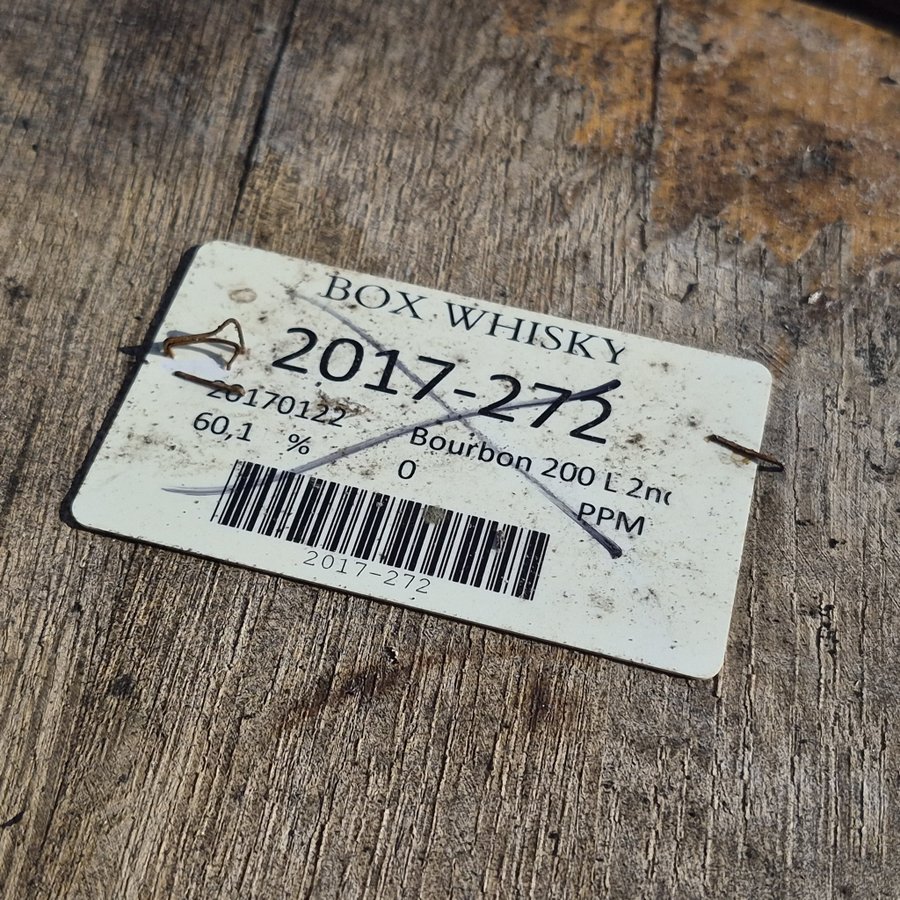 BOX WHISKY
2017-272
20170122 Bourbon 200 L 2nd
60,1 % 0 PPM
2017-272